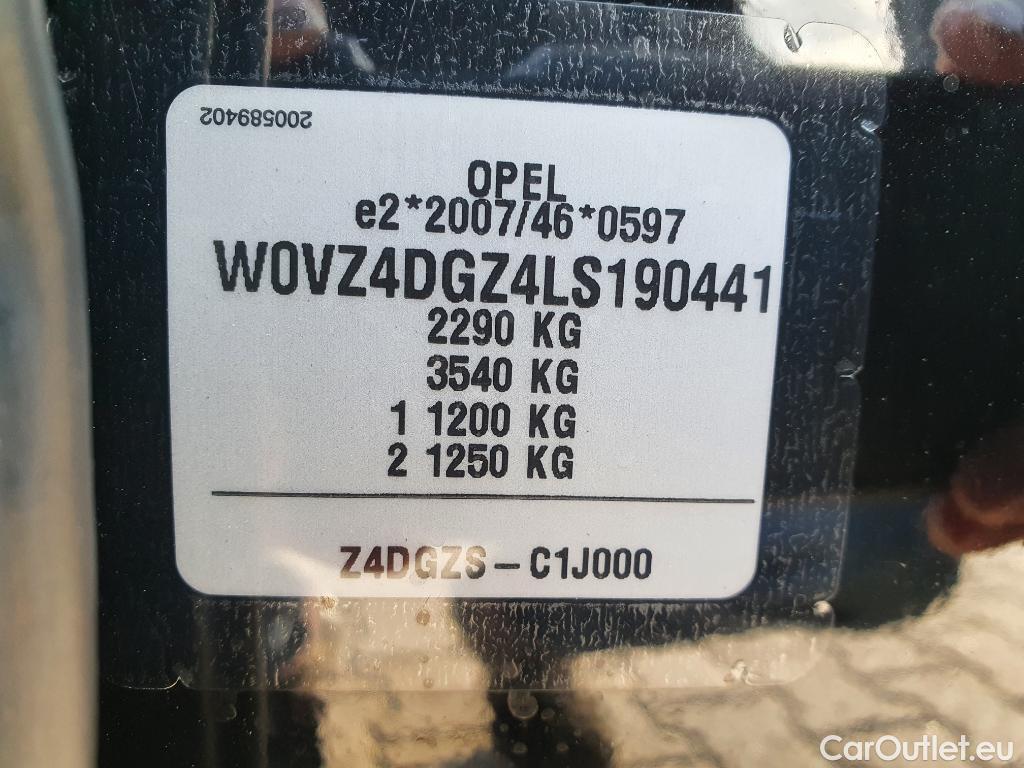 200589402
OPEL
e2*2007/46*0597
W0VZ4DGZ4LS190441
2290 KG
3540 KG
1 1200 KG
2 1250 KG
Z4DGZS – C1J000
CarOutlet.eu